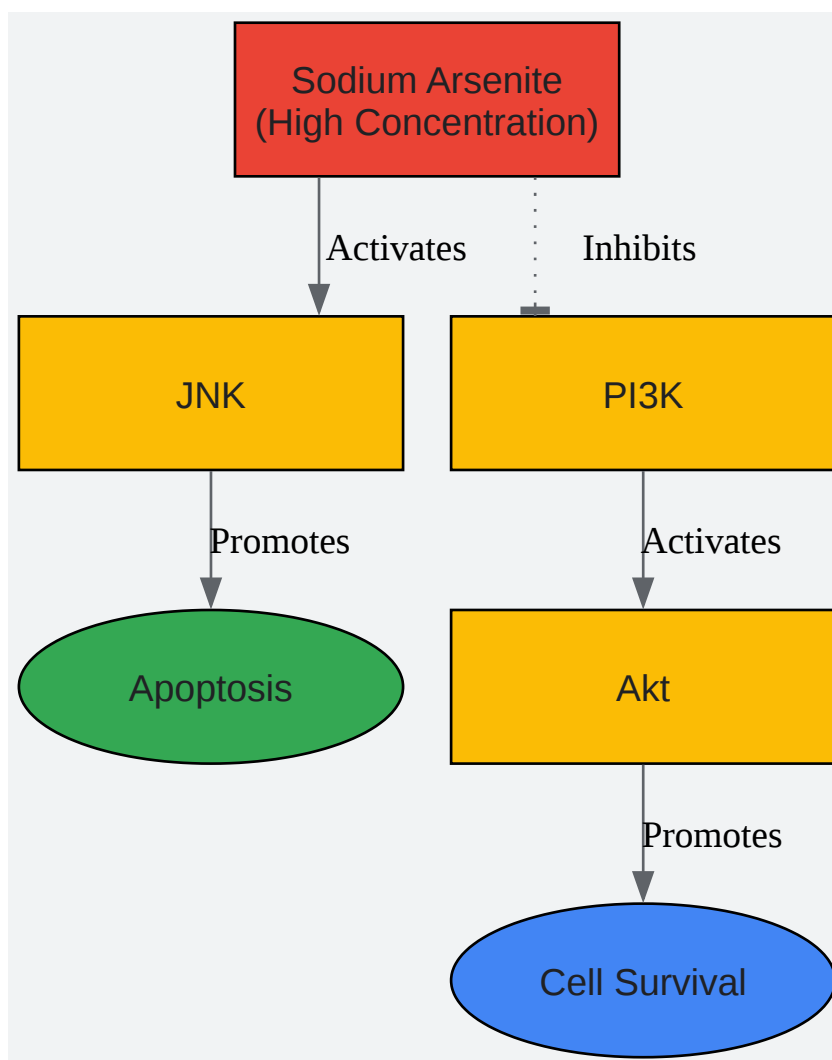 Sodium Arsenite
(High Concentration)
Activates
Inhibits
JNK
PI3K
Promotes
Activates
Apoptosis
Akt
Promotes
Cell Survival